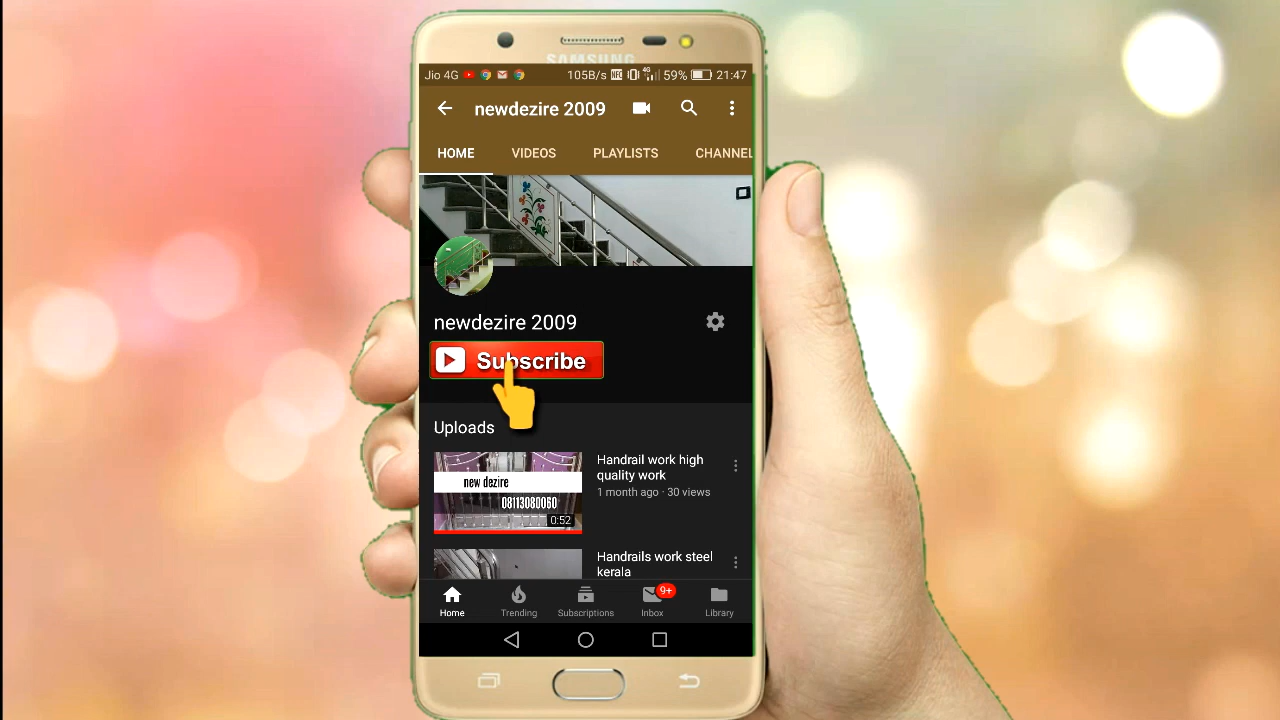 SAMSUNG
Jio 4G 105B/s NFC 4G 59% 21:47
newdezire 2009
HOME VIDEOS PLAYLISTS CHANNEL
newdezire 2009
Subscribe
Uploads
Handrail work high
quality work
1 month ago · 30 views
new dezire
08113080060
0:52
Handrails work steel
kerala
9+
Home Trending Subscriptions Inbox Library